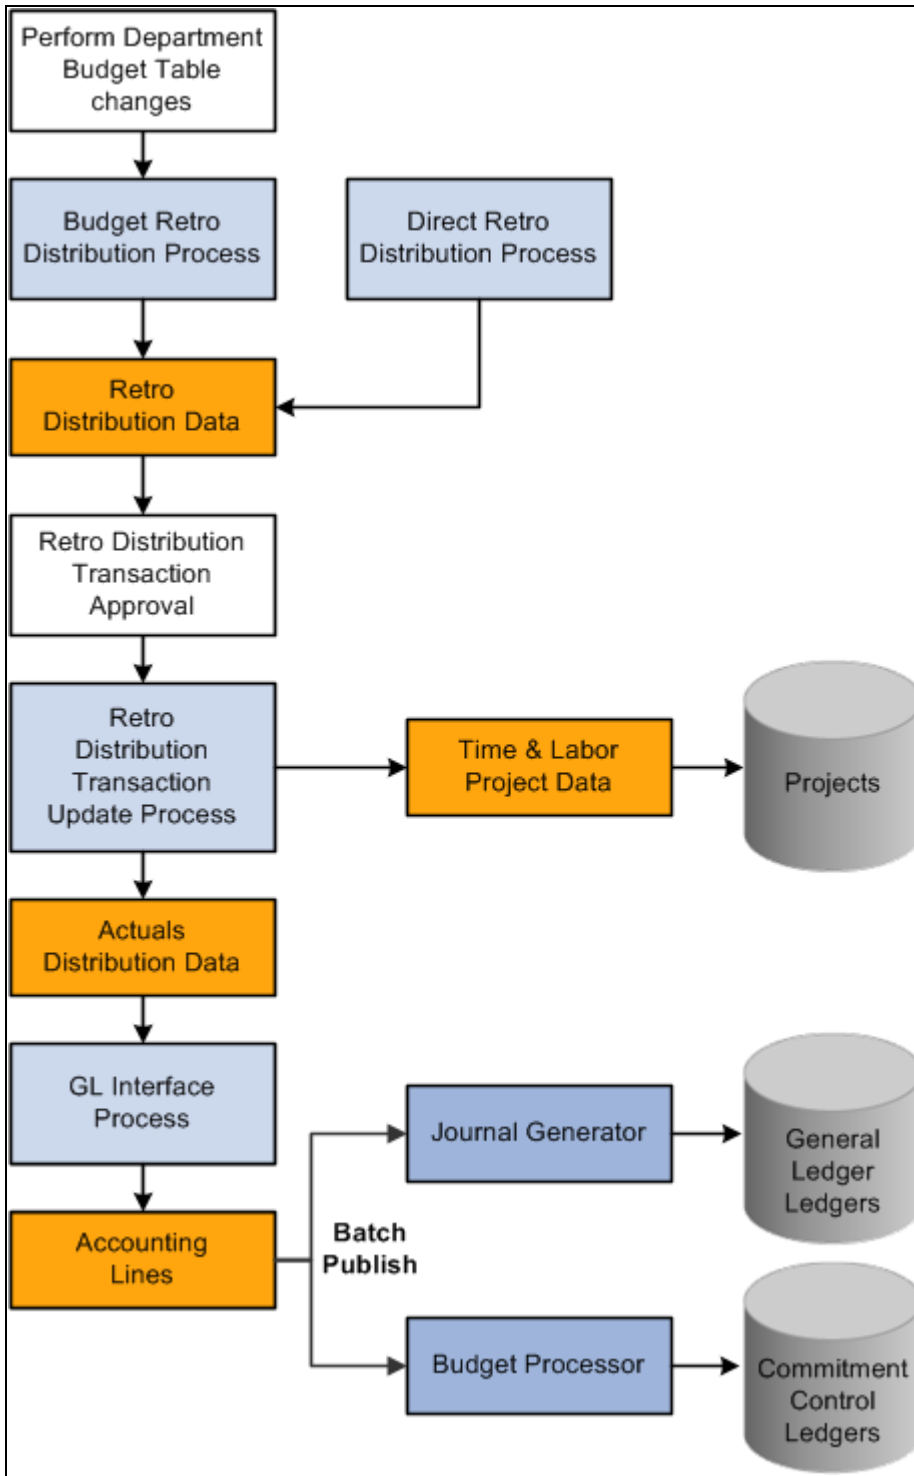 Perform Department
Budget Table
changes
Budget Retro
Distribution Process
Direct Retro
Distribution Process
Retro
Distribution Data
Retro Distribution
Transaction
Approval
Retro
Distribution
Transaction
Update Process
Time & Labor
Project Data
Projects
Actuals
Distribution Data
GL Interface
Process
Journal Generator
General
Ledger
Ledgers
Accounting
Lines
Batch
Publish
Budget Processor
Commitment
Control
Ledgers